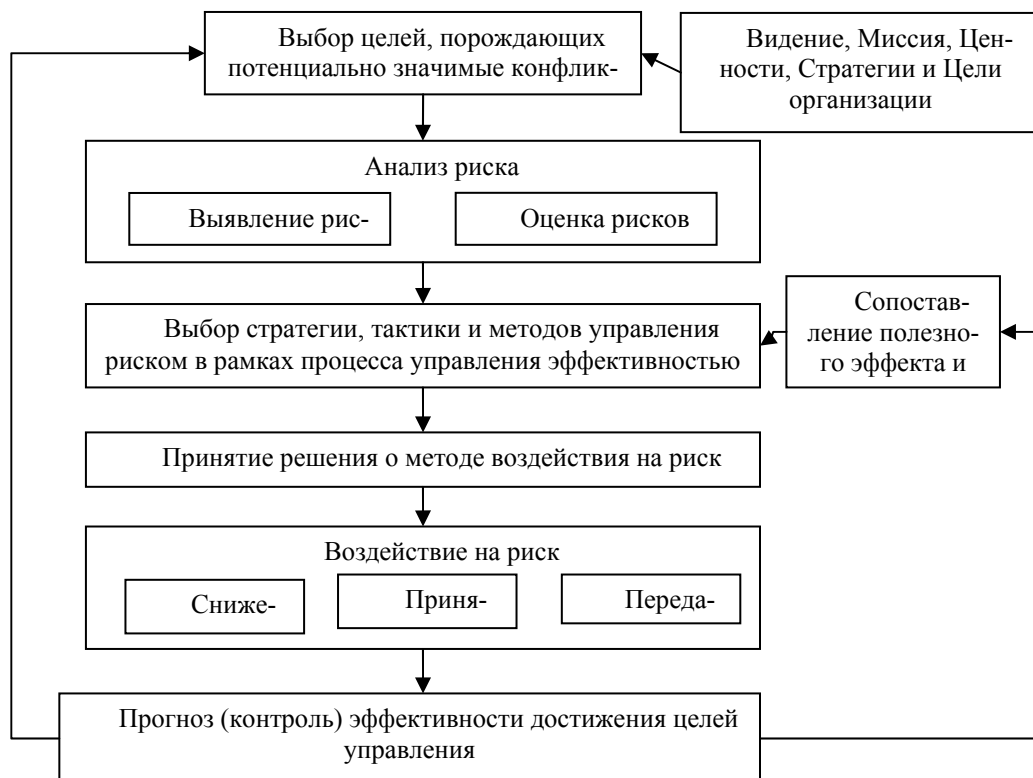 Выбор целей, порождающих
потенциально значимые конфлик-
Видение, Миссия, Цен-
ности, Стратегии и Цели
организации
Анализ риска
Выявление рис-
Оценка рисков
Выбор стратегии, тактики и методов управления
риском в рамках процесса управления эффективностью
Сопостав-
ление полезно-
го эффекта и
Принятие решения о методе воздействия на риск
Воздействие на риск
Сниже-
Приня-
Переда-
Прогноз (контроль) эффективности достижения целей
управления